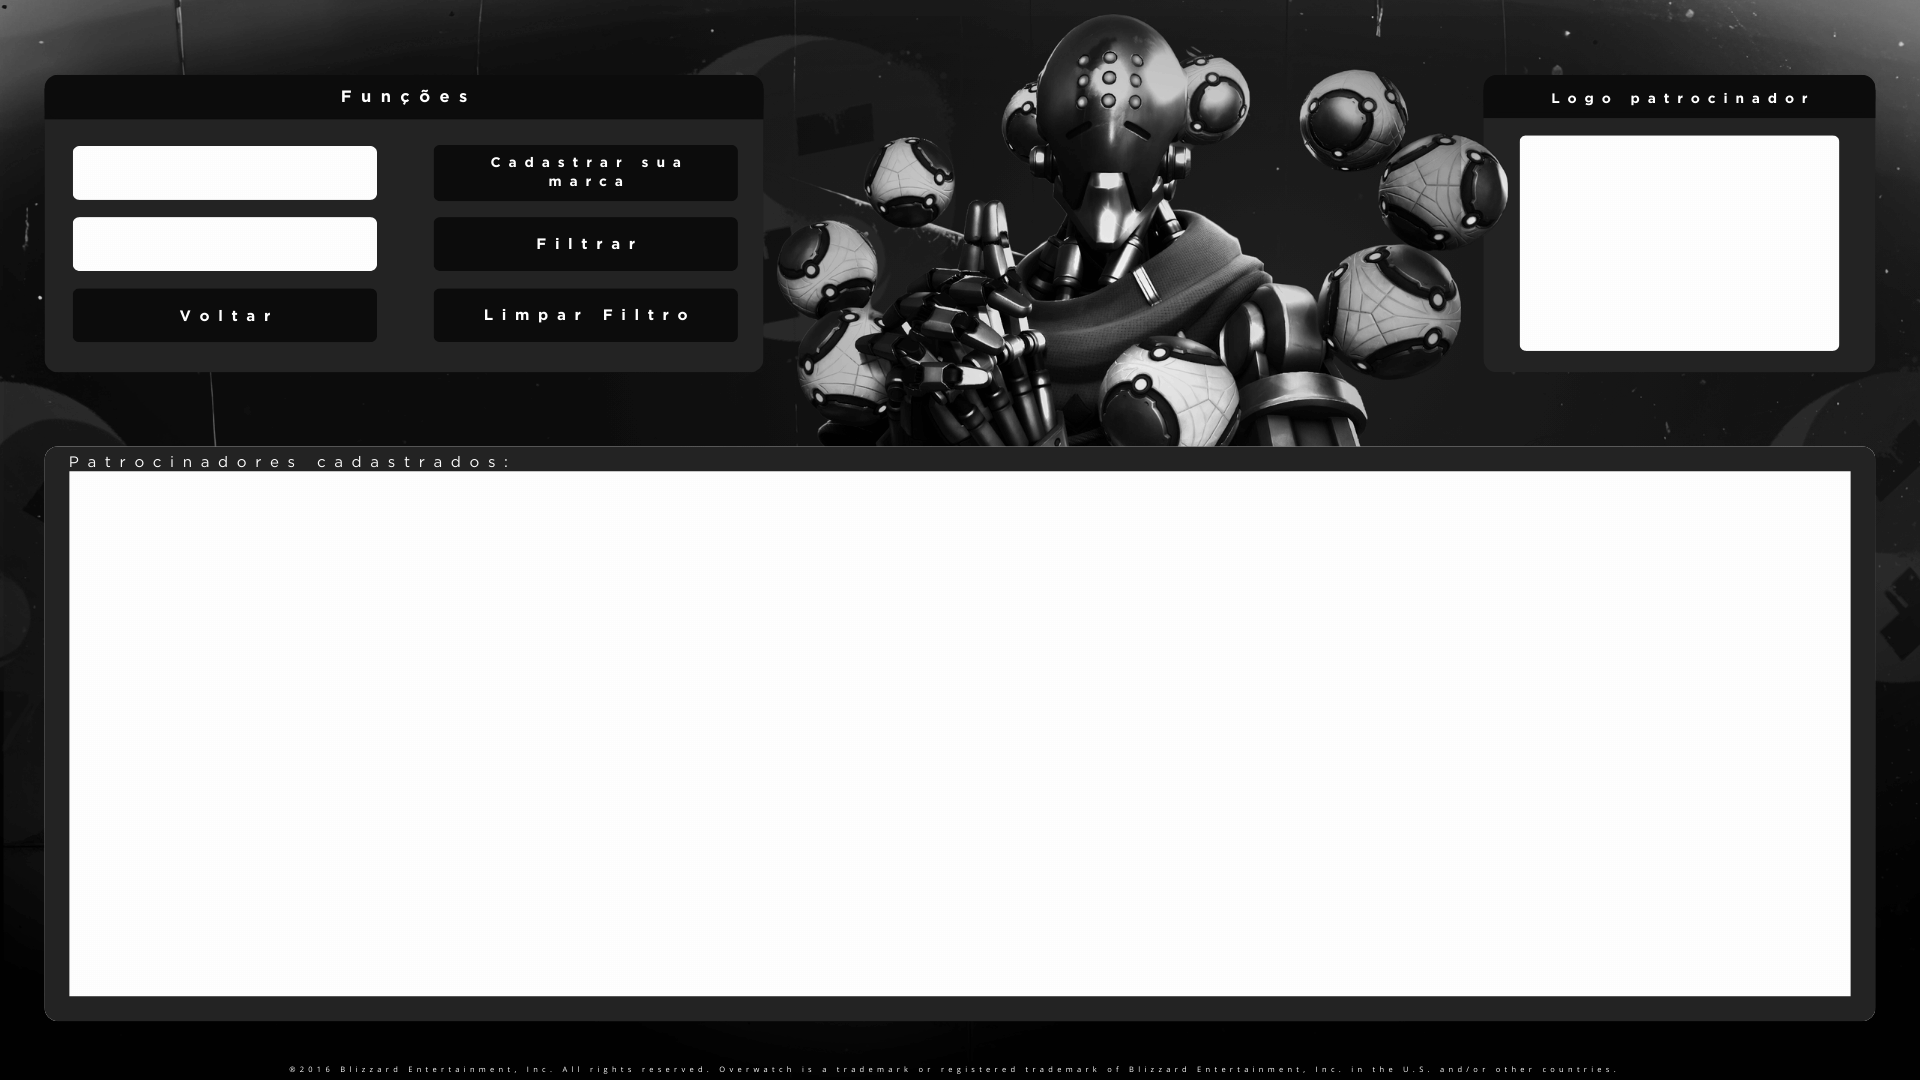 Funções
Logo patrocinador
Cadastrar sua
marca
Filtrar
Voltar
Limpar Filtro
Patrocinadores cadastrados:
©2016 Blizzard Entertainment, Inc. All rights reserved. Overwatch is a trademark or registered trademark of Blizzard Entertainment, Inc. in the U.S. and/or other countries.